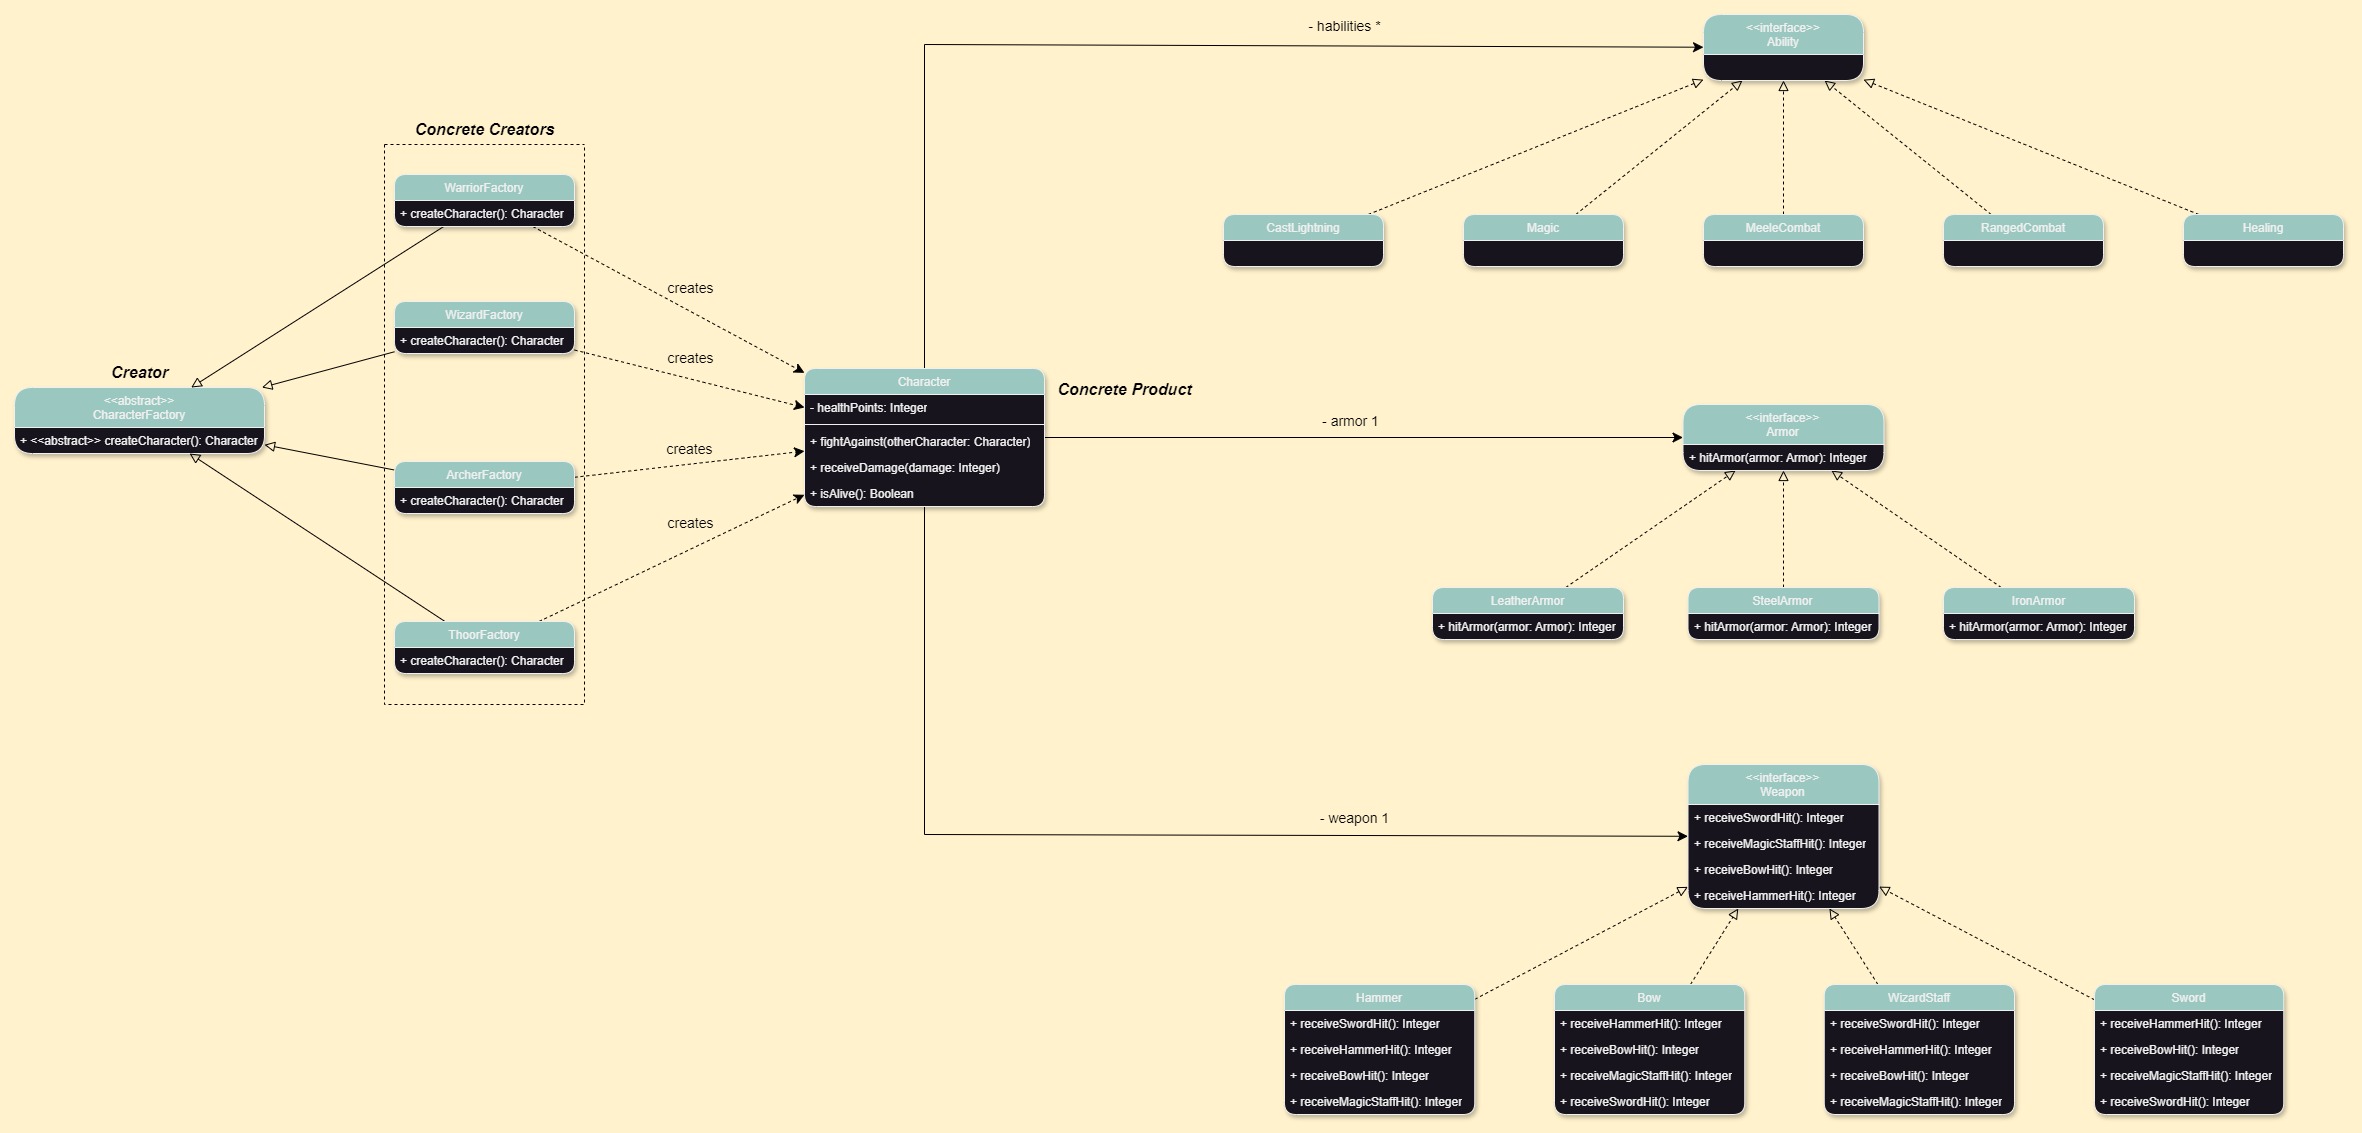 - habilities *
<<interface>>
Ability
Concrete Creators
WarriorFactory
+ createCharacter(): Character
CastLightning
Magic
MeeleCombat
RangedCombat
Healing
creates
WizardFactory
+ createCharacter(): Character
creates
Creator
<<abstract>>
CharacterFactory
+ <<abstract>> createCharacter(): Character
Character
- healthPoints: Integer
+ fightAgainst(otherCharacter: Character)
+ receiveDamage(damage: Integer)
+ isAlive(): Boolean
Concrete Product
- armor 1
<<interface>>
Armor
+ hitArmor(armor: Armor): Integer
creates
ArcherFactory
+ createCharacter(): Character
creates
LeatherArmor
+ hitArmor(armor: Armor): Integer
SteelArmor
+ hitArmor(armor: Armor): Integer
IronArmor
+ hitArmor(armor: Armor): Integer
ThoorFactory
+ createCharacter(): Character
- weapon 1
<<interface>>
Weapon
+ receiveSwordHit(): Integer
+ receiveMagicStaffHit(): Integer
+ receiveBowHit(): Integer
+ receiveHammerHit(): Integer
Hammer
+ receiveSwordHit(): Integer
+ receiveHammerHit(): Integer
+ receiveBowHit(): Integer
+ receiveMagicStaffHit(): Integer
Bow
+ receiveHammerHit(): Integer
+ receiveBowHit(): Integer
+ receiveMagicStaffHit(): Integer
+ receiveSwordHit(): Integer
WizardStaff
+ receiveSwordHit(): Integer
+ receiveHammerHit(): Integer
+ receiveBowHit(): Integer
+ receiveMagicStaffHit(): Integer
Sword
+ receiveHammerHit(): Integer
+ receiveBowHit(): Integer
+ receiveMagicStaffHit(): Integer
+ receiveSwordHit(): Integer